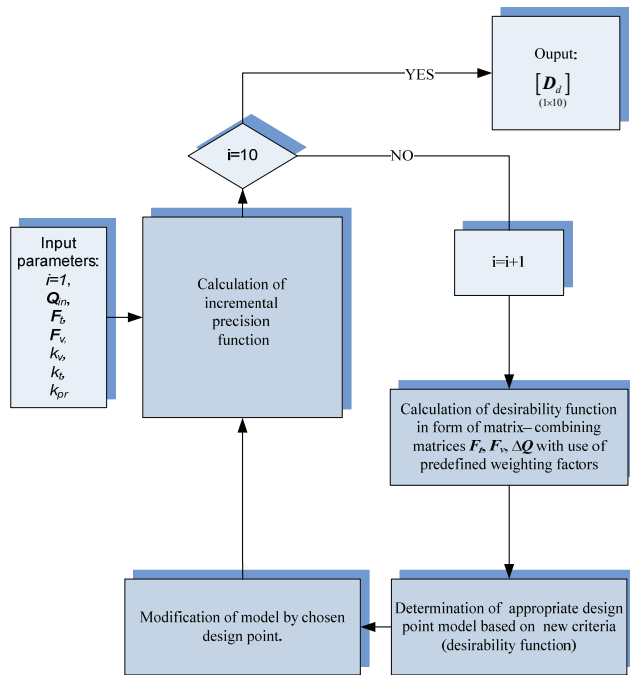 Ouput:
[D_d]
(1×10)
YES
i=10
NO
Input
parameters:
i=1,
Q_in,
F_t,
F_v,
k_v,
k_t,
k_pr
Calculation of
incremental
precision
function
i=i+1
Calculation of desirability function
in form of matrix–combining
matrices F_t, F_v, ΔQ with use of
predefined weighting factors
Modification of model by chosen
design point.
Determination of appropriate design
point model based on new criteria
(desirability function)